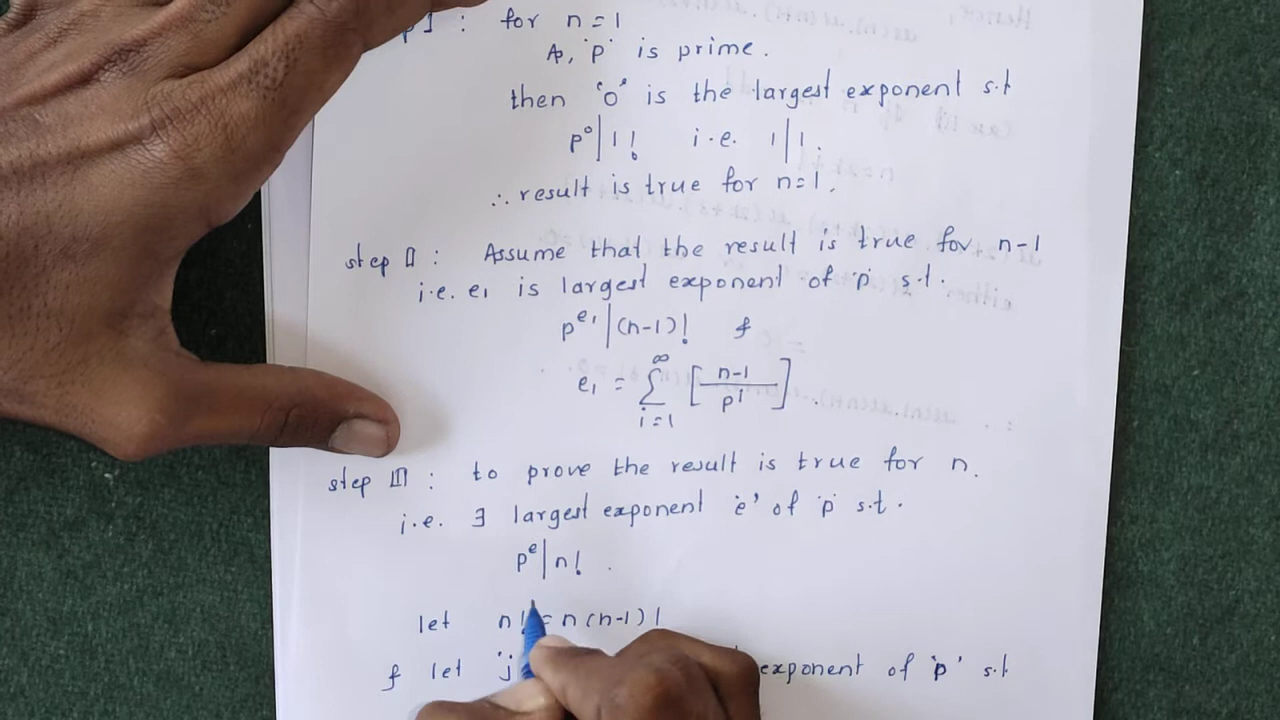 : for n=1
As, 'p' is prime.
then '0' is the largest exponent s.t
p⁰|1! i.e. 1|1.
∴ result is true for n=1.
step II : Assume that the result is true for n-1
i.e. e₁ is largest exponent of 'p' s.t.
p^e₁|(n-1)! &
e₁ = ∞ Σ i=1 [n-1/pⁱ].
step III : to prove the result is true for n.
i.e. ∃ largest exponent 'e' of 'p' s.t.
p^e|n! .
let n! = n(n-1)!
& let 'j exponent of 'p' s.t